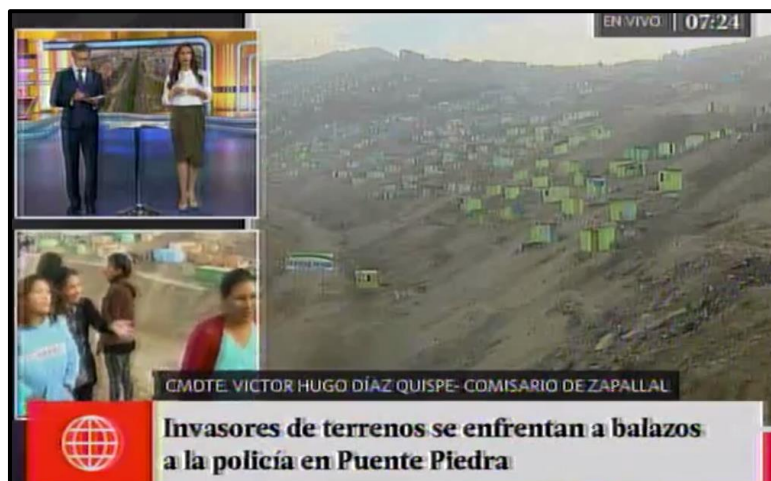 EN VIVO 07:24
CMDTE. VICTOR HUGO DÍAZ QUISPE- COMISARIO DE ZAPALLAL
Invasores de terrenos se enfrentan a balazos
a la policía en Puente Piedra